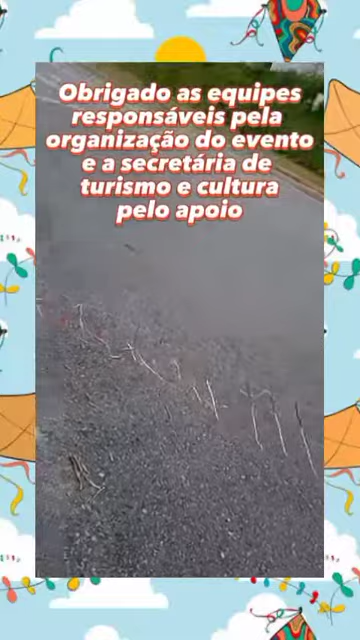 Obrigado as equipes
responsáveis pela
organização do evento
e a secretária de
turismo e cultura
pelo apoio